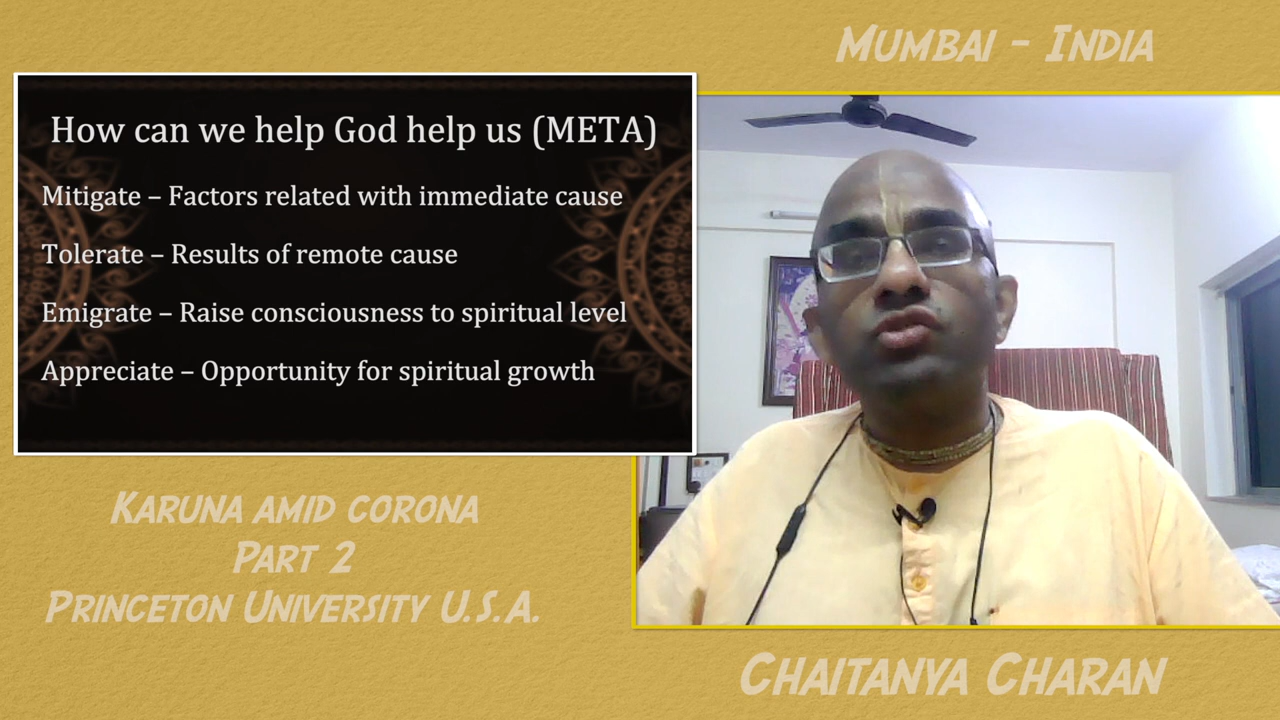 Mumbai - India
How can we help God help us (META)
Mitigate – Factors related with immediate cause
Tolerate – Results of remote cause
Emigrate – Raise consciousness to spiritual level
Appreciate – Opportunity for spiritual growth
Karuna amid corona
Part 2
Princeton University U.S.A.
Chaitanya Charan